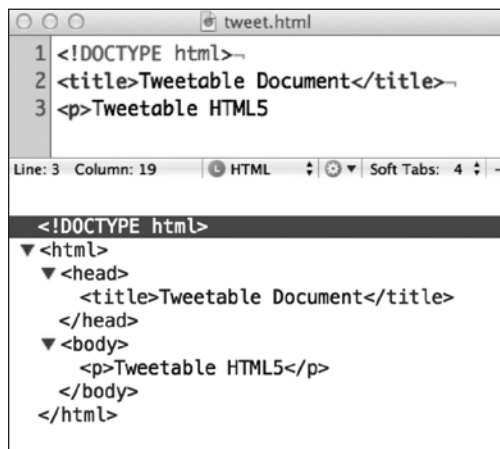 tweet.html
1 <!DOCTYPE html>¬
2 <title>Tweetable Document</title>¬
3 <p>Tweetable HTML5
Line: 3 Column: 19 L HTML Soft Tabs: 4 -
<!DOCTYPE html>
▼<html>
▼<head>
<title>Tweetable Document</title>
</head>
▼<body>
<p>Tweetable HTML5</p>
</body>
</html>